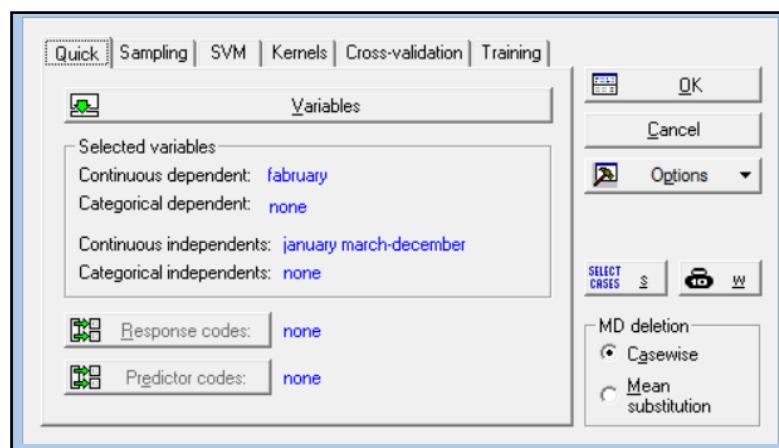 Quick Sampling SVM Kernels Cross-validation Training
Variables
Selected variables
Continuous dependent: fabruary
Categorical dependent: none
Continuous independents: january march-december
Categorical independents: none
Response codes: none
Predictor codes: none
OK
Cancel
Options
SELECT CASES S W
MD deletion
Casewise
Mean
substitution